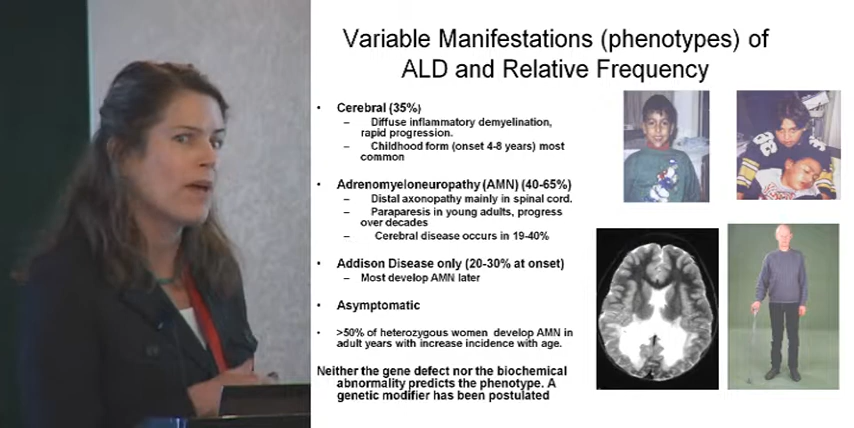 Variable Manifestations (phenotypes) of
ALD and Relative Frequency
• Cerebral (35%)
– Diffuse inflammatory demyelination,
rapid progression.
– Childhood form (onset 4-8 years) most
common
• Adrenomyeloneuropathy (AMN) (40-65%)
– Distal axonopathy mainly in spinal cord.
– Paraparesis in young adults, progress
over decades
– Cerebral disease occurs in 19-40%
• Addison Disease only (20-30% at onset)
– Most develop AMN later
• Asymptomatic
• >50% of heterozygous women develop AMN in
adult years with increase incidence with age.
Neither the gene defect nor the biochemical
abnormality predicts the phenotype. A
genetic modifier has been postulated